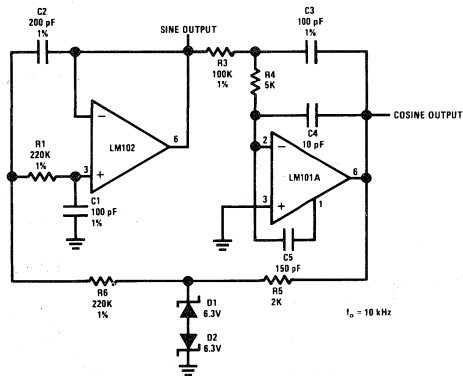 C2
200 pF
1%
SINE OUTPUT
C3
100 pF
1%
R3
100K
1%
R4
5K
COSINE OUTPUT
C4
10 pF
LM102
6
R1
220K
1%
3
C1
100 pF
1%
2
LM101A
6
3
1
C5
150 pF
R6
220K
1%
R5
2K
D1
6.3V
D2
6.3V
fo = 10 kHz